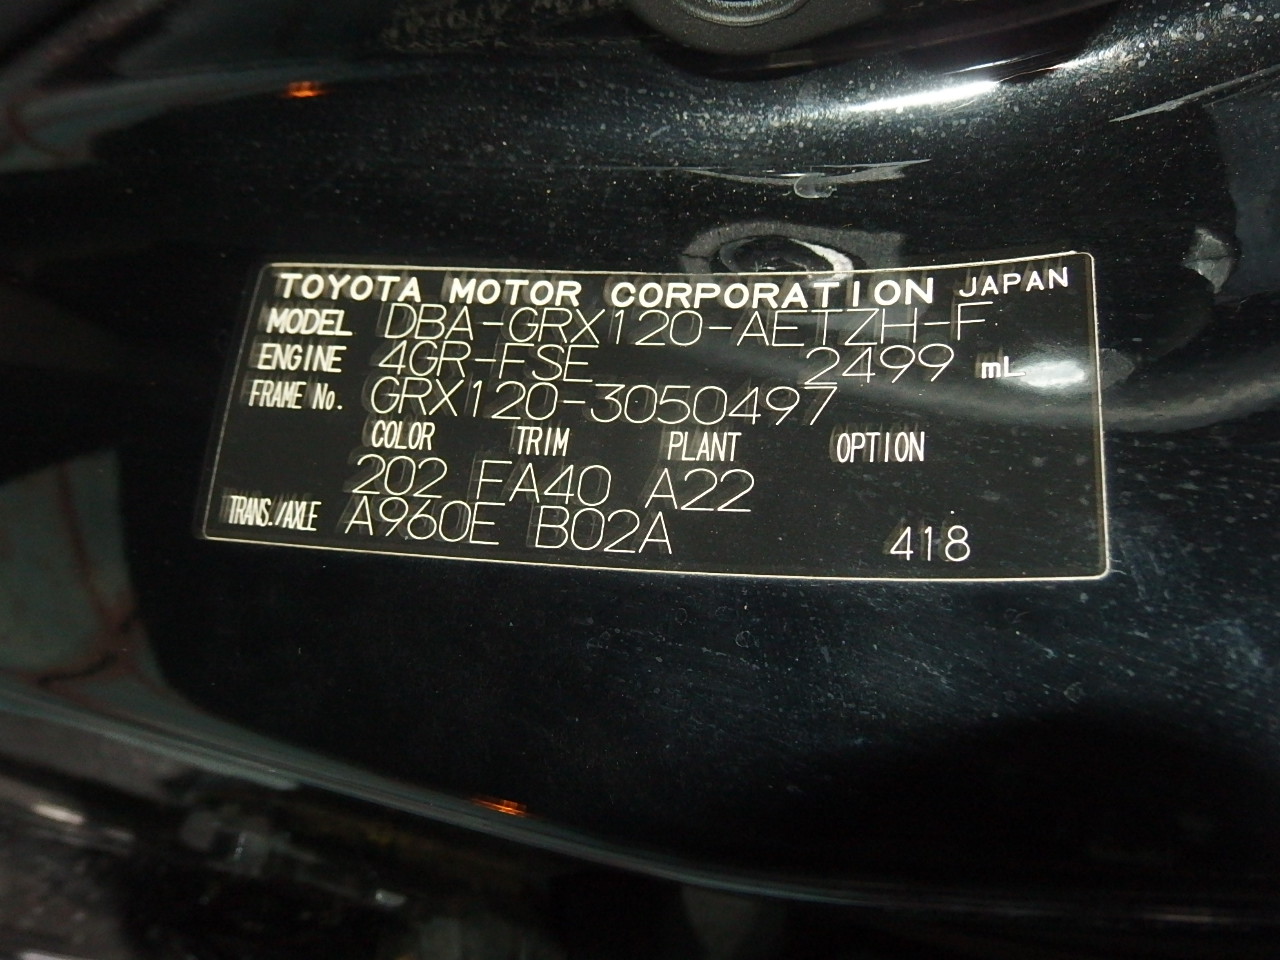 TOYOTA MOTOR CORPORATION JAPAN
MODEL DBA-GRX120-AETZH-F
ENGINE 4GR-FSE 2499 mL
FRAME No. GRX120-3050497
COLOR TRIM PLANT OPTION
202 FA40 A22
TRANS./AXLE A960E B02A 418